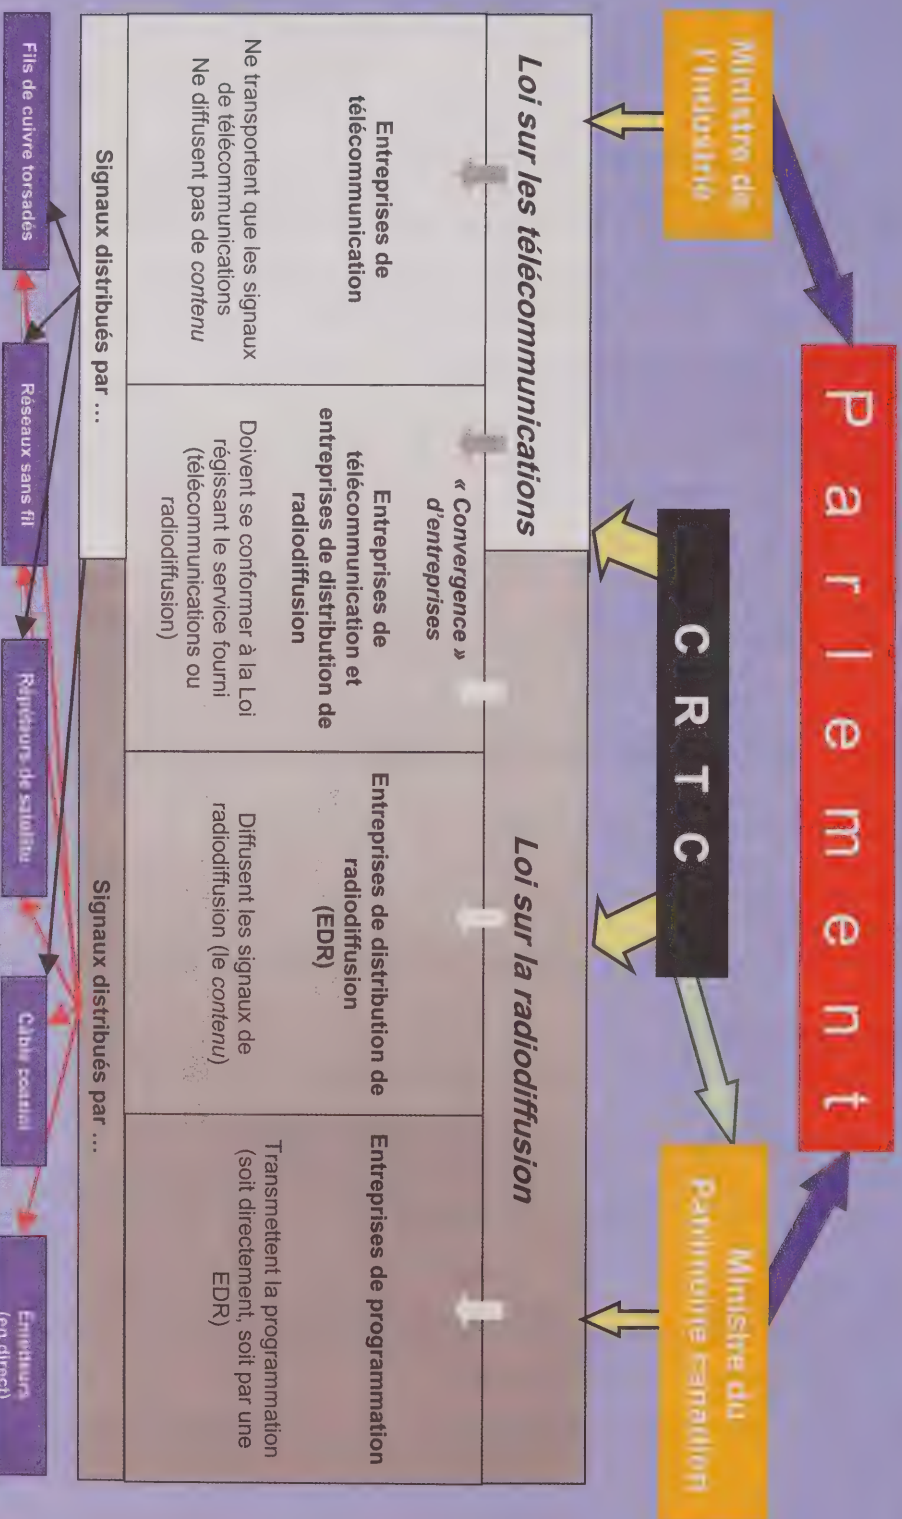 Parlement
Ministre de
l'Industrie
CRTC
Ministre du
Patrimoine canadien
Loi sur les télécommunications
Loi sur la radiodiffusion
Entreprises de
télécommunication
Ne transportent que les signaux
de télécommunications
Ne diffusent pas de contenu
« Convergence »
d'entreprises
Entreprises de
télécommunication et
entreprises de distribution de
radiodiffusion
Doivent se conformer à la Loi
régissant le service fourni
(télécommunications ou
radiodiffusion)
Entreprises de distribution de
radiodiffusion
(EDR)
Diffusent les signaux de
radiodiffusion (le contenu)
Entreprises de programmation
Transmettent la programmation
(soit directement, soit par une
EDR)
Signaux distribués par ...
Signaux distribués par ...
Fils de cuivre torsadés
Réseaux sans fil
Répéteurs de satellite
Câble coaxial
Émetteurs
(en direct)